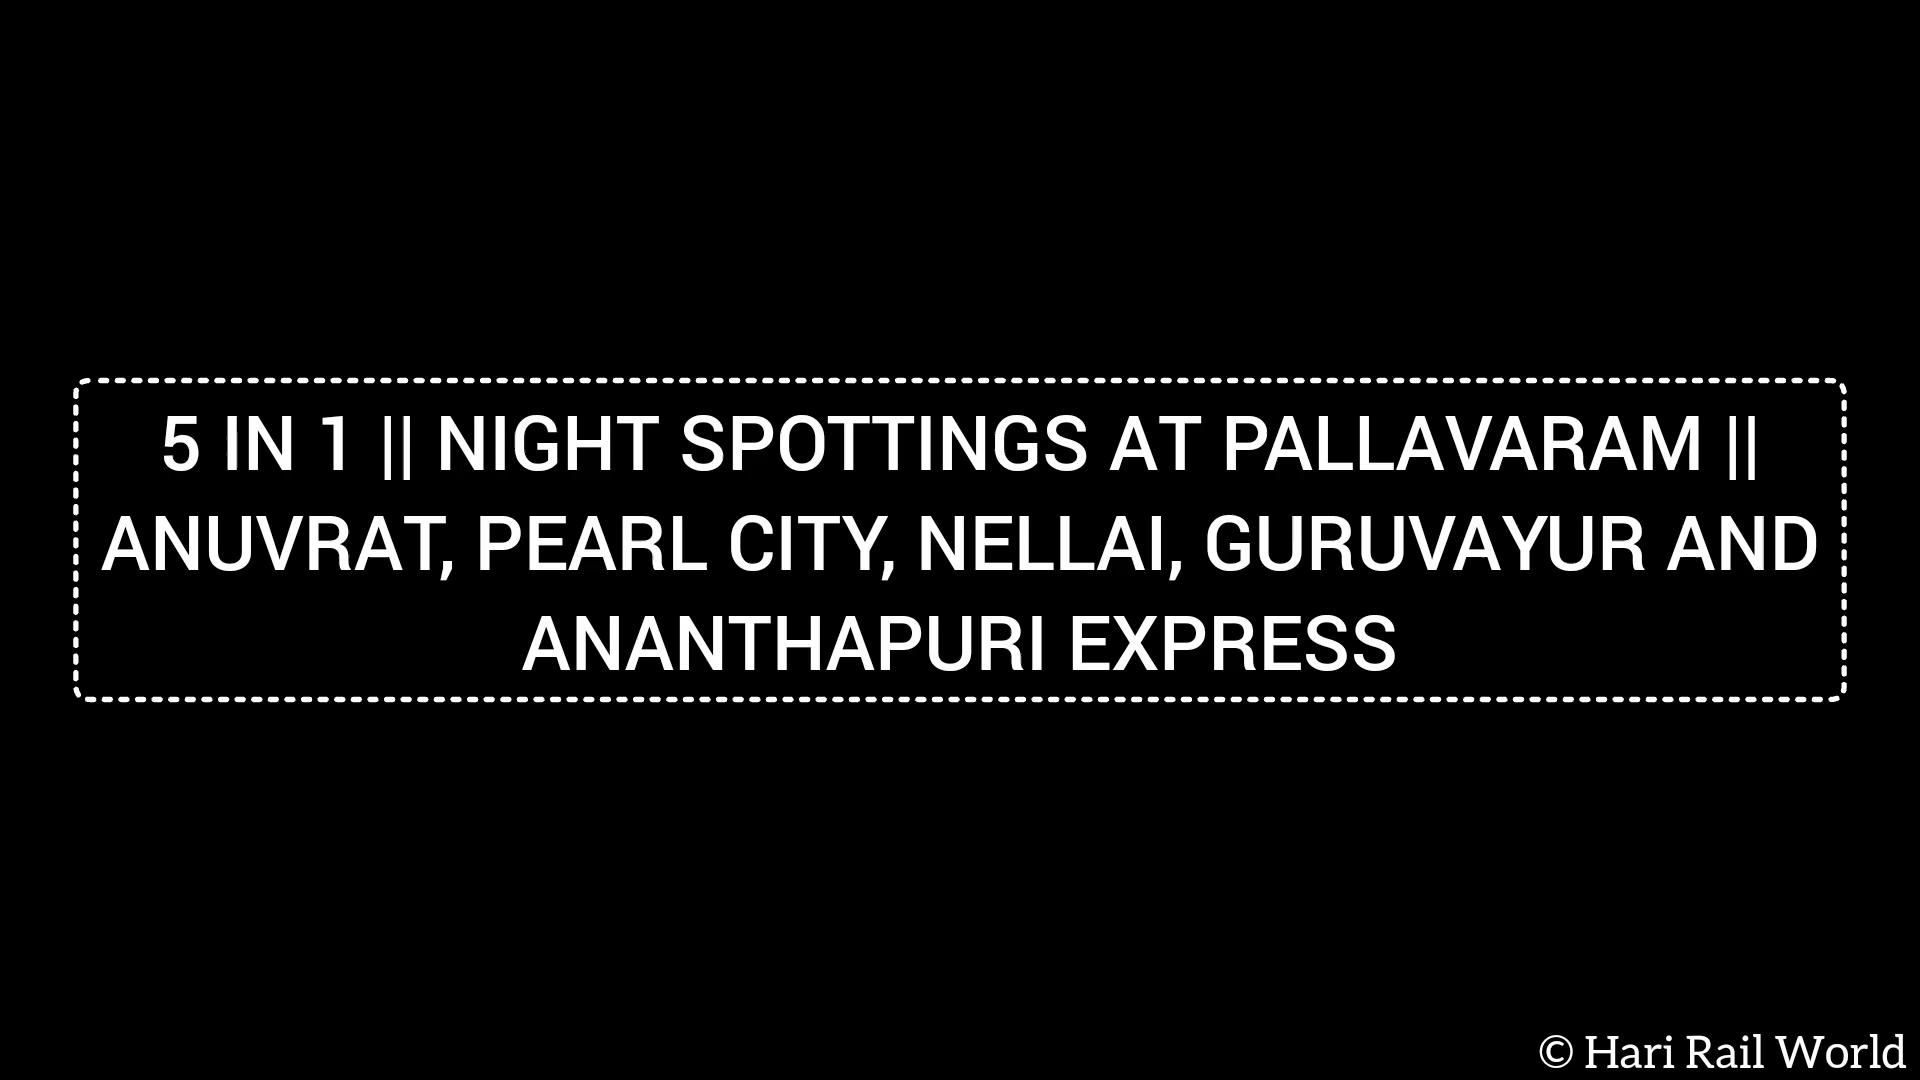 5 IN 1 || NIGHT SPOTTINGS AT PALLAVARAM ||
ANUVRAT, PEARL CITY, NELLAI, GURUVAYUR AND
ANANTHAPURI EXPRESS
© Hari Rail World